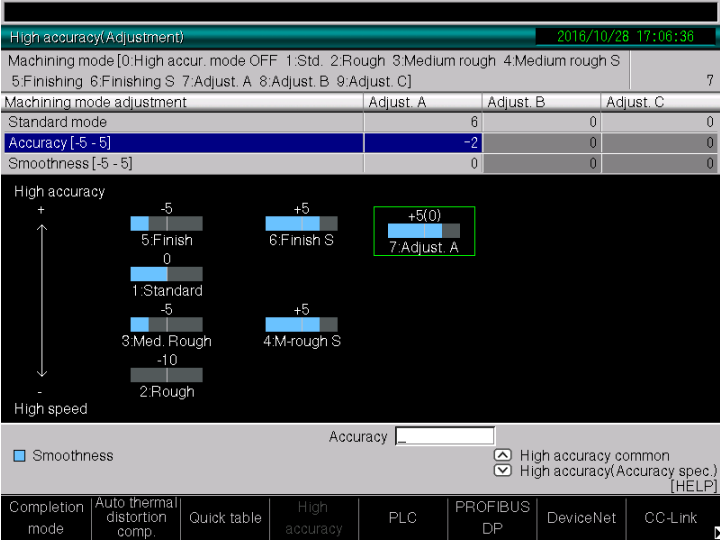 High accuracy(Adjustment) 2016/10/28 17:06:36
Machining mode [0:High accur. mode OFF 1:Std. 2:Rough 3:Medium rough 4:Medium rough S
5:Finishing 6:Finishing S 7:Adjust. A 8:Adjust. B 9:Adjust. C] 7
Machining mode adjustment Adjust. A Adjust. B Adjust. C
Standard mode 6 0 0
Accuracy [-5 - 5] -2 0 0
Smoothness [-5 - 5] 0 0 0
High accuracy
+
-5 +5 +5(0)
5:Finish 6:Finish S 7:Adjust. A
0
1:Standard
-5 +5
3:Med. Rough 4:M-rough S
-10
2:Rough
-
High speed
Accuracy _
Smoothness High accuracy common
High accuracy(Accuracy spec.)
[HELP]
Completion mode Auto thermal distortion comp. Quick table High accuracy PLC PROFIBUS DP DeviceNet CC-Link